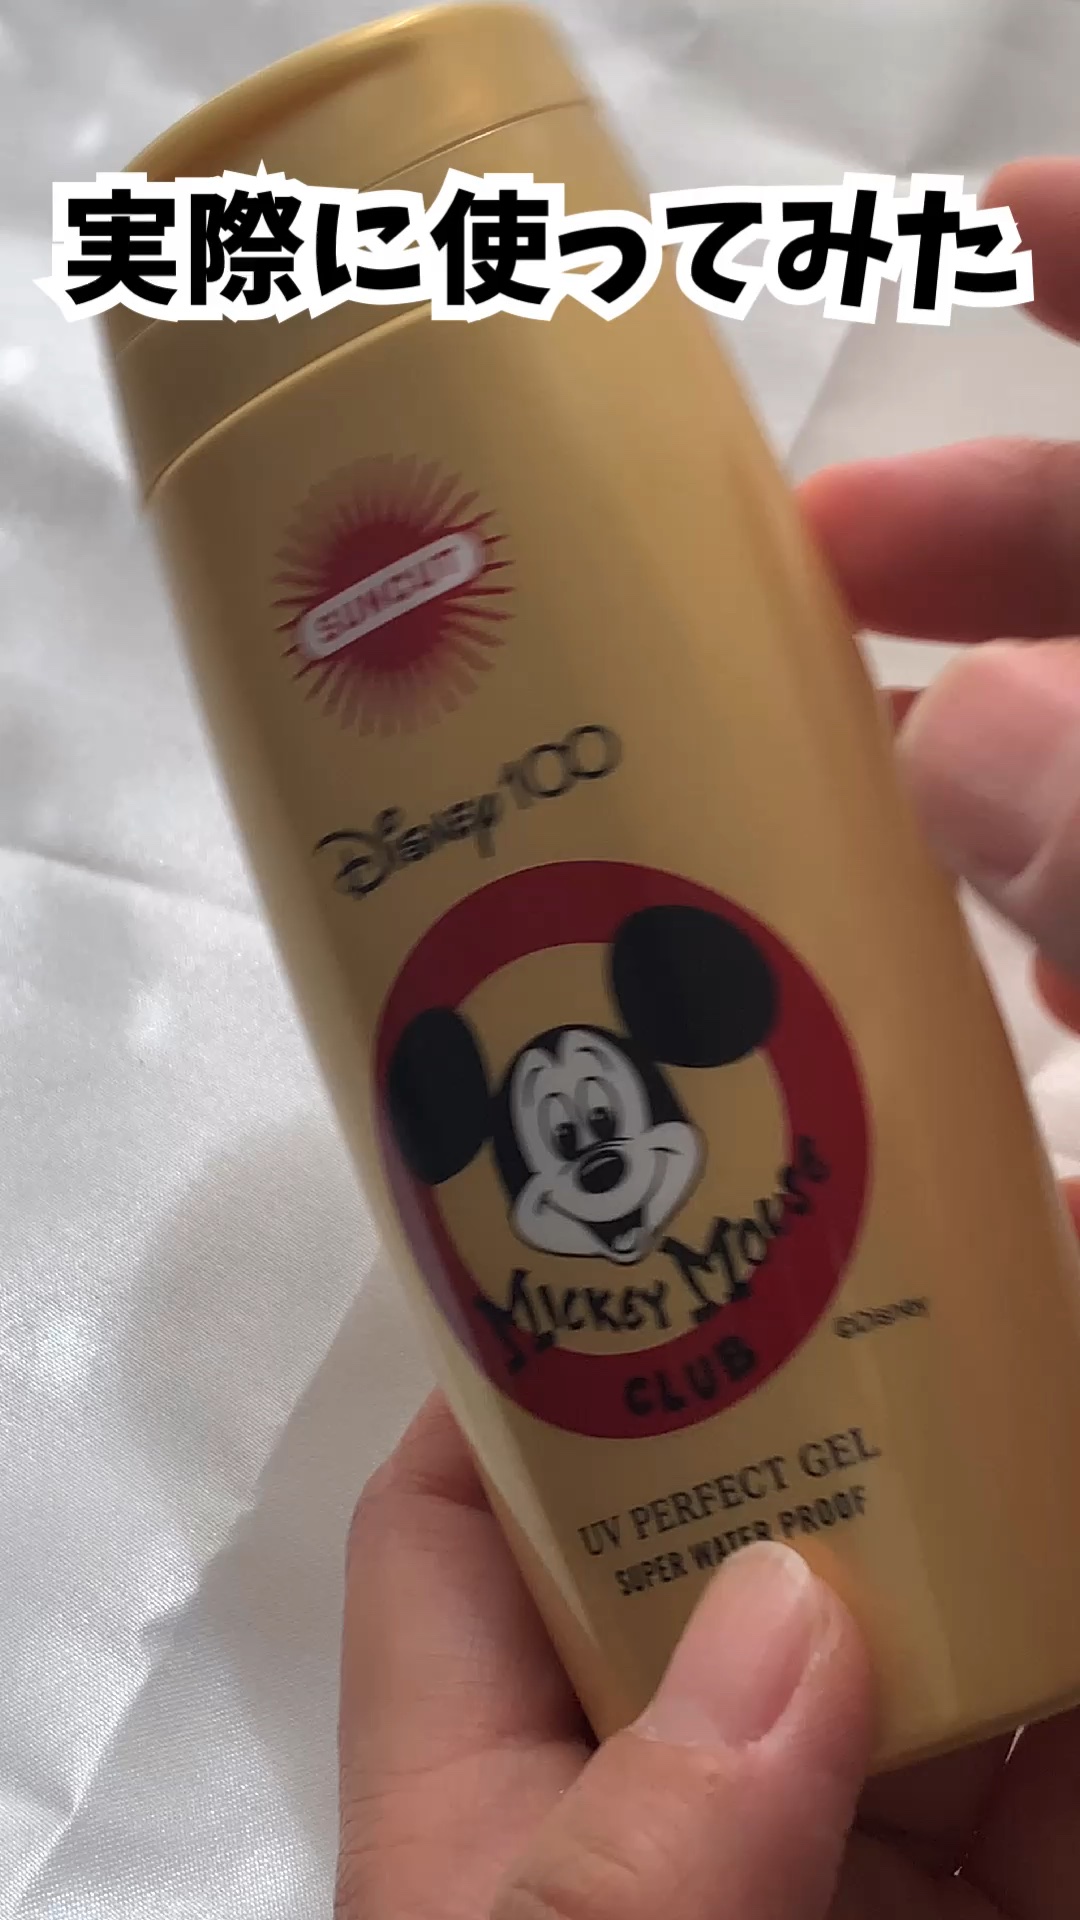 実際に使ってみた
SUNCUT
Disney100
MICKEY MOUSE
CLUB
©DISNEY
UV PERFECT GEL
SUPER WATER PROOF